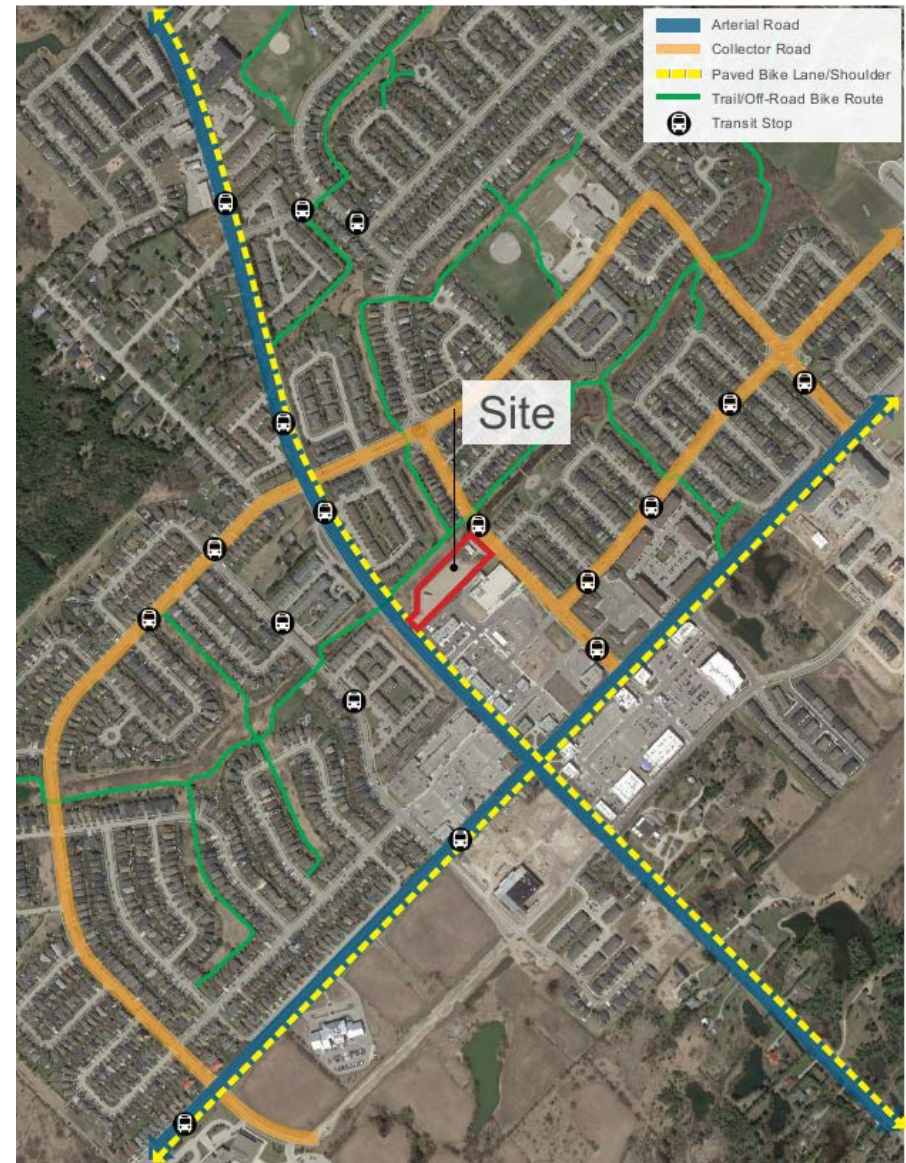 Arterial Road
Collector Road
Paved Bike Lane/Shoulder
Trail/Off-Road Bike Route
Transit Stop
Site